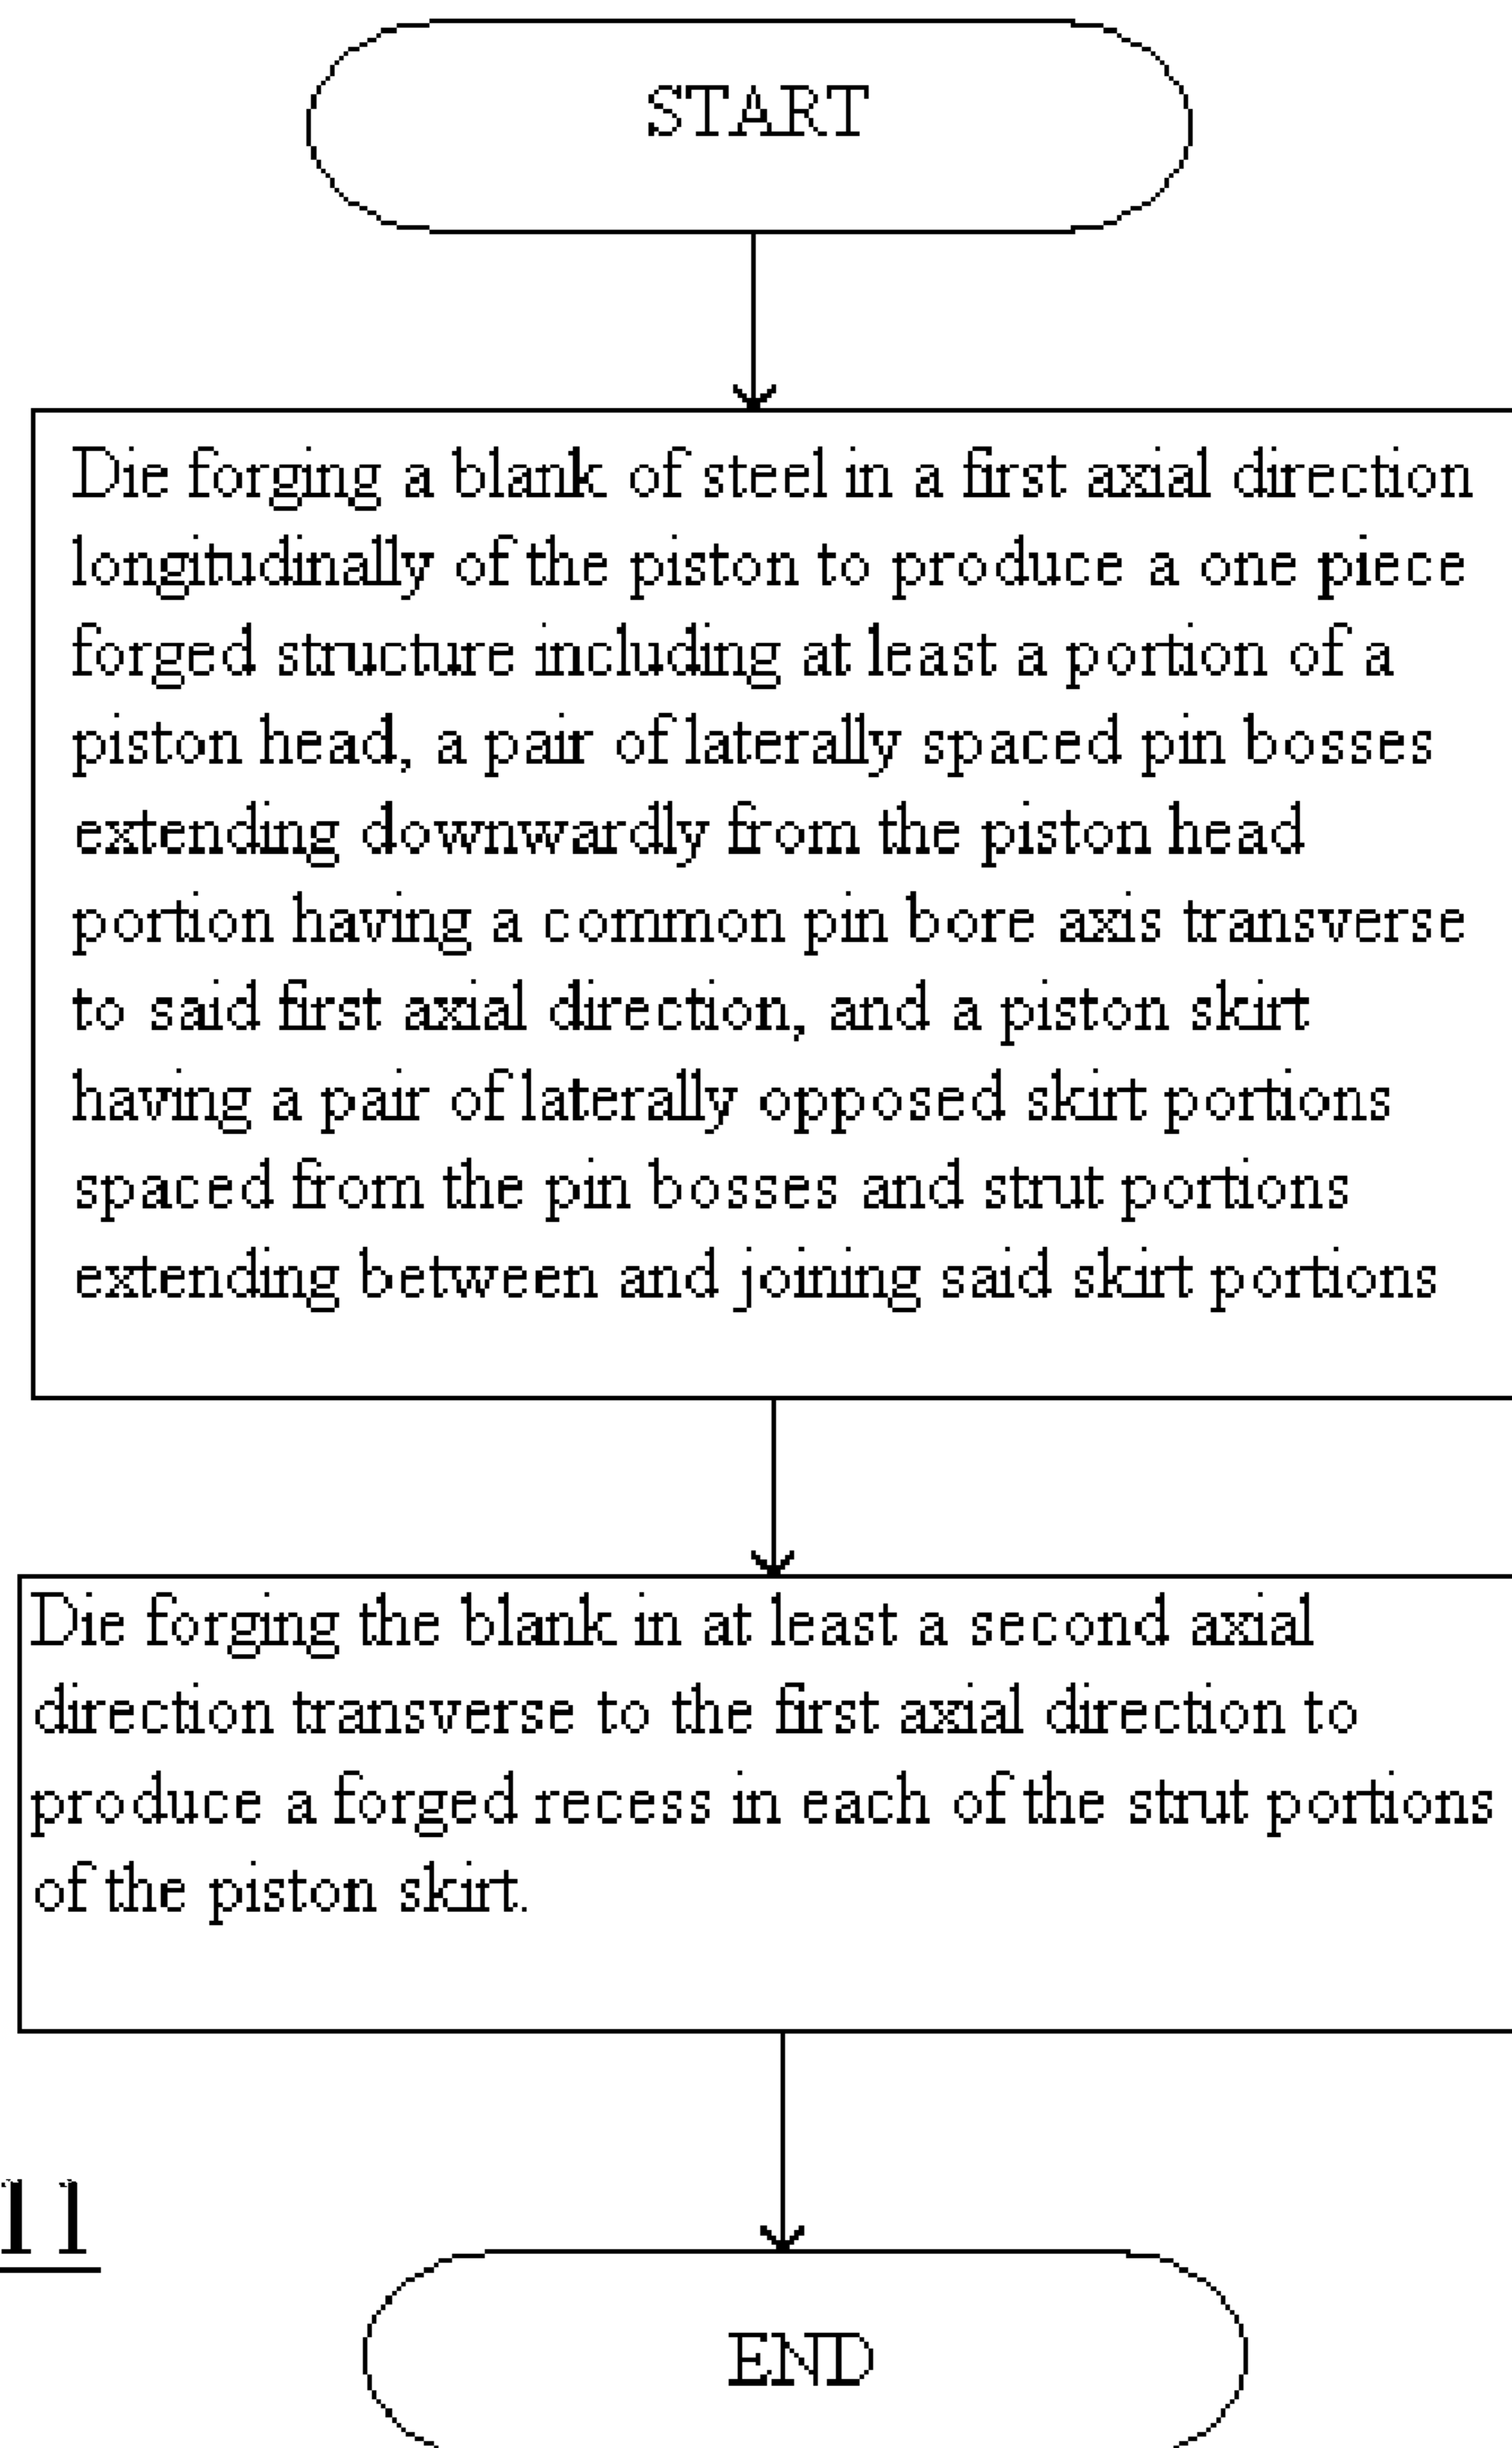 START
Die forging a blank of steel in a first axial direction
longitudinally of the piston to produce a one piece
forged structure including at least a portion of a
piston head, a pair of laterally spaced pin bosses
extending downwardly from the piston head
portion having a common pin bore axis transverse
to said first axial direction, and a piston skirt
having a pair of laterally opposed skirt portions
spaced from the pin bosses and strut portions
extending between and joining said skirt portions
Die forging the blank in at least a second axial
direction transverse to the first axial direction to
produce a forged recess in each of the strut portions
of the piston skirt.
11
END